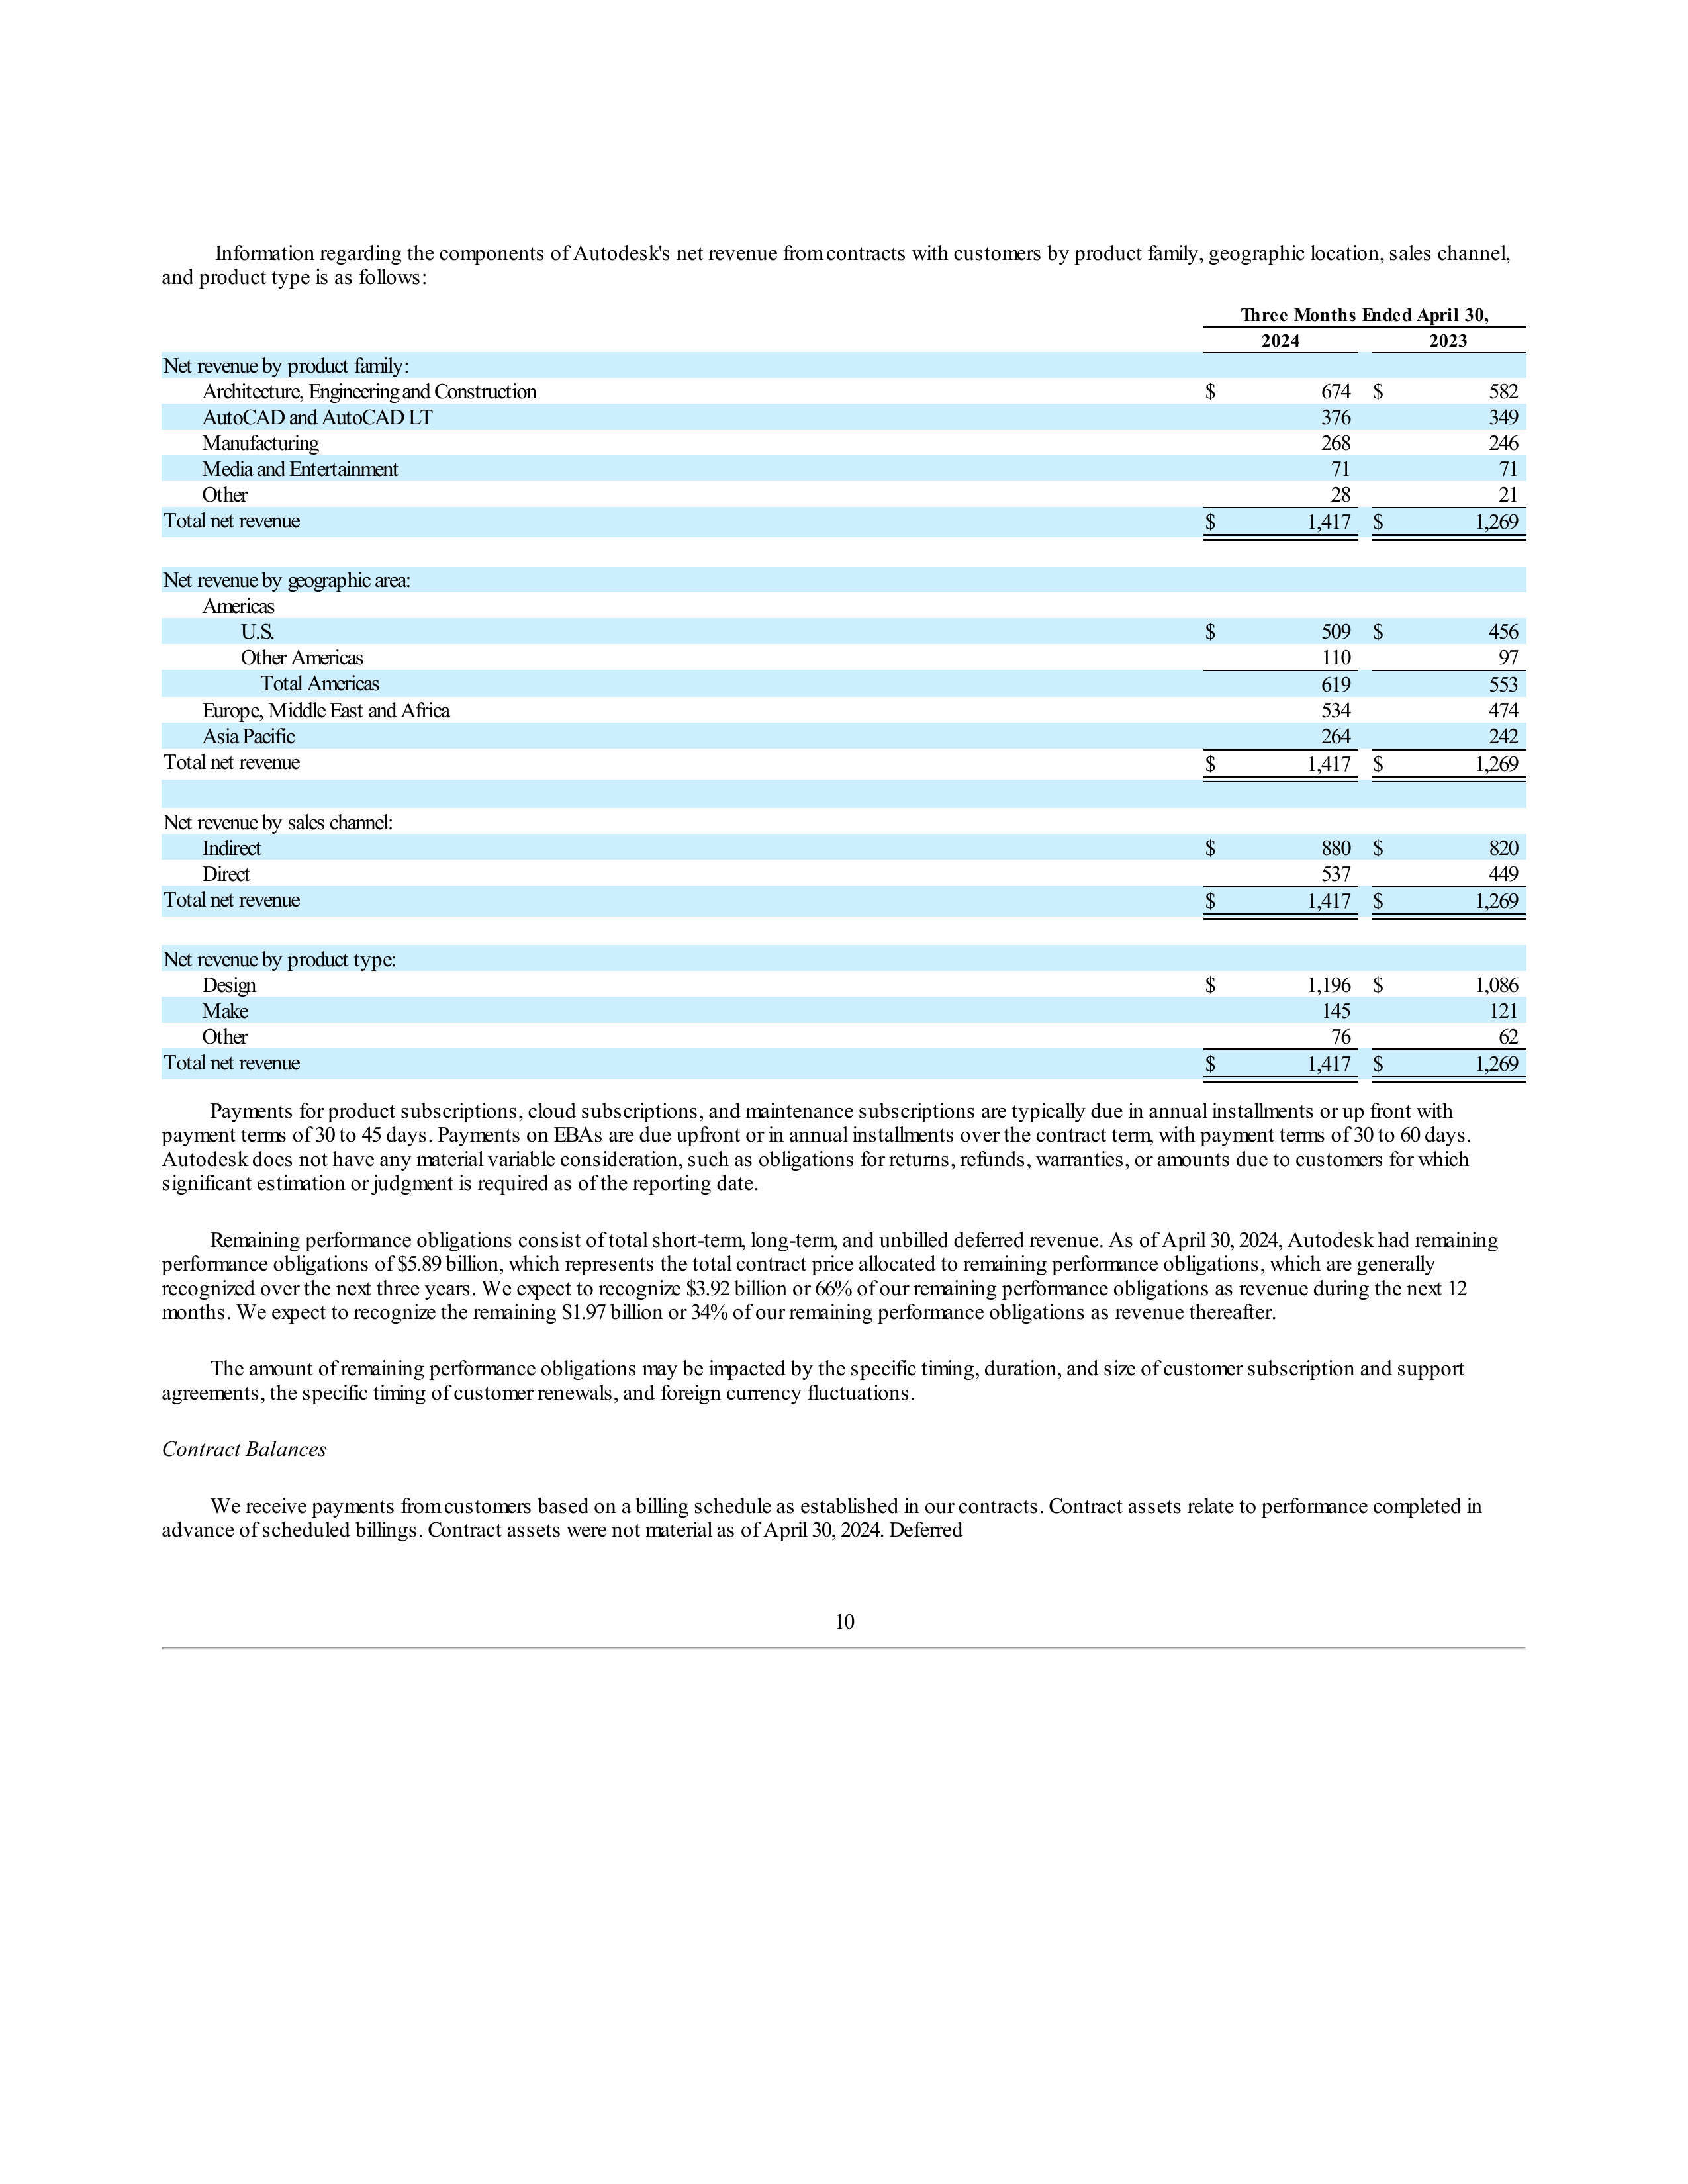 Information regarding the components of Autodesk's net revenue from contracts with customers by product family, geographic location, sales channel,
and product type is as follows:
Three Months Ended April 30,
2024 2023
Net revenue by product family:
Architecture, Engineering and Construction $ 674 $ 582
AutoCAD and AutoCAD LT 376 349
Manufacturing 268 246
Media and Entertainment 71 71
Other 28 21
Total net revenue $ 1,417 $ 1,269
Net revenue by geographic area:
Americas
U.S. $ 509 $ 456
Other Americas 110 97
Total Americas 619 553
Europe, Middle East and Africa 534 474
Asia Pacific 264 242
Total net revenue $ 1,417 $ 1,269
Net revenue by sales channel:
Indirect $ 880 $ 820
Direct 537 449
Total net revenue $ 1,417 $ 1,269
Net revenue by product type:
Design $ 1,196 $ 1,086
Make 145 121
Other 76 62
Total net revenue $ 1,417 $ 1,269
Payments for product subscriptions, cloud subscriptions, and maintenance subscriptions are typically due in annual installments or up front with
payment terms of 30 to 45 days. Payments on EBAs are due upfront or in annual installments over the contract term, with payment terms of 30 to 60 days.
Autodesk does not have any material variable consideration, such as obligations for returns, refunds, warranties, or amounts due to customers for which
significant estimation or judgment is required as of the reporting date.
Remaining performance obligations consist of total short-term, long-term, and unbilled deferred revenue. As of April 30, 2024, Autodesk had remaining
performance obligations of $5.89 billion, which represents the total contract price allocated to remaining performance obligations, which are generally
recognized over the next three years. We expect to recognize $3.92 billion or 66% of our remaining performance obligations as revenue during the next 12
months. We expect to recognize the remaining $1.97 billion or 34% of our remaining performance obligations as revenue thereafter.
The amount of remaining performance obligations may be impacted by the specific timing, duration, and size of customer subscription and support
agreements, the specific timing of customer renewals, and foreign currency fluctuations.
Contract Balances
We receive payments from customers based on a billing schedule as established in our contracts. Contract assets relate to performance completed in
advance of scheduled billings. Contract assets were not material as of April 30, 2024. Deferred
10